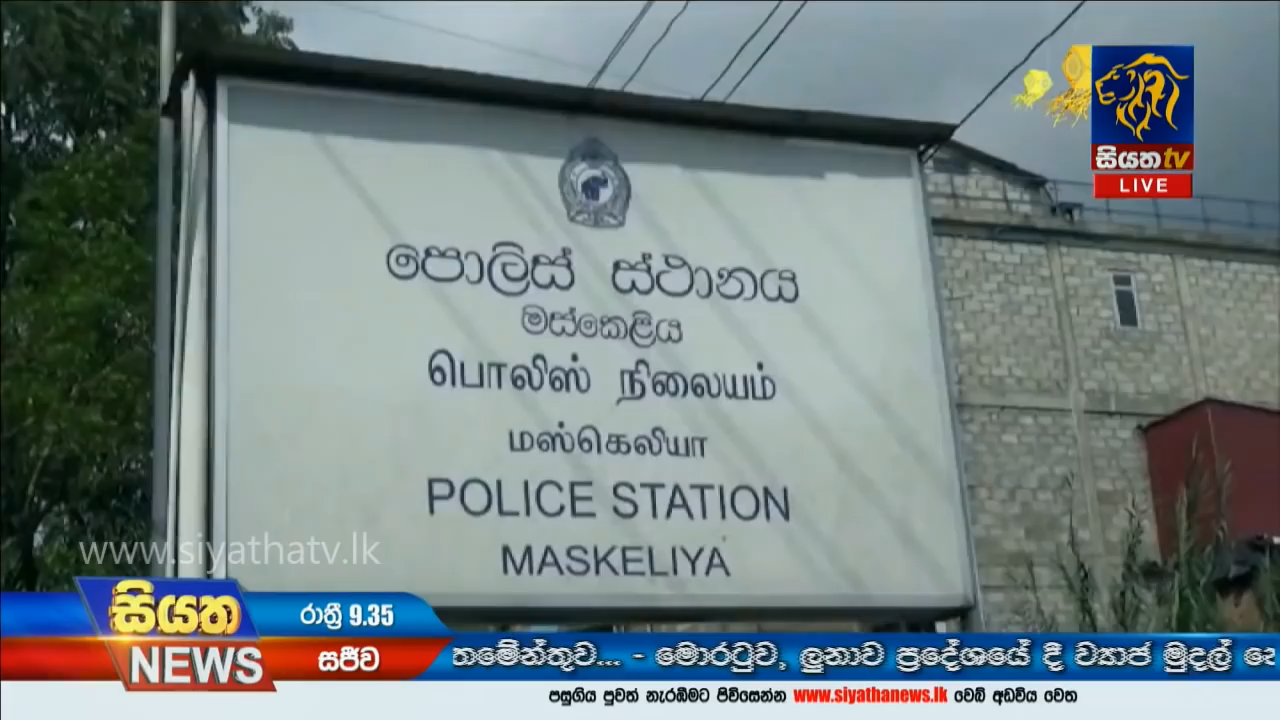 සියත tv
LIVE
පොලිස් ස්ථානය
මස්කෙළිය
பொலிஸ் நிலையம்
மஸ்கெலியா
POLICE STATION
MASKELIYA
www.siyathatv.lk
සියත
NEWS
රාත්‍රී 9.35
සජීව
තමේන්තුව... - මොරටුව, ලුනාව ප්‍රදේශයේ දී ව්‍යාජ මුදල්
පසුගිය පුවත් නැරඹීමට පිවිසෙන්න www.siyathanews.lk වෙබ් අඩවිය වෙත